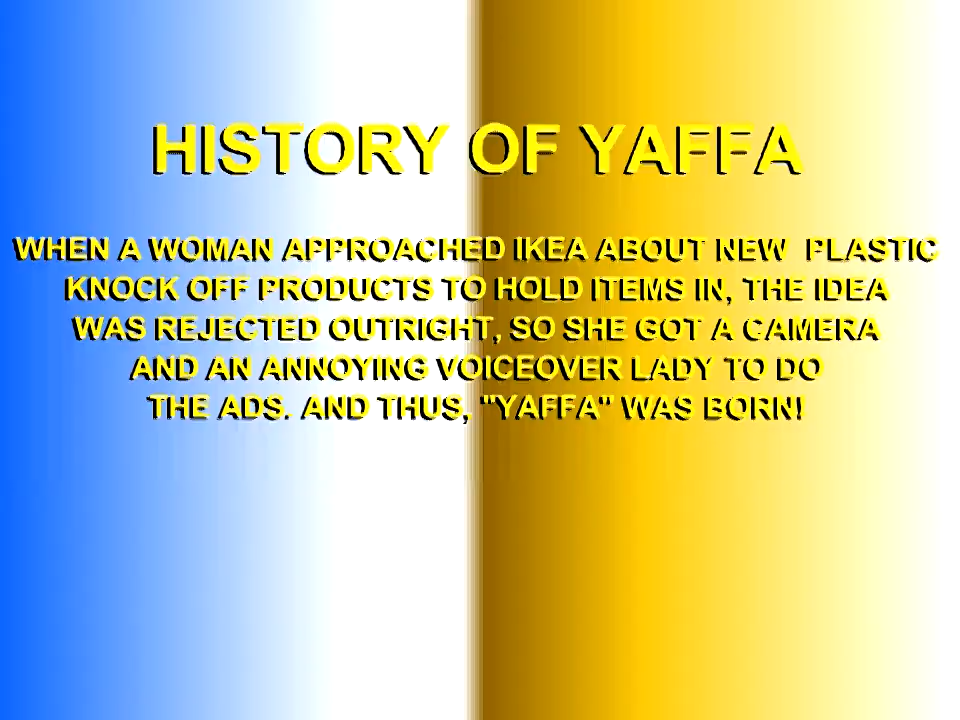 HISTORY OF YAFFA
WHEN A WOMAN APPROACHED IKEA ABOUT NEW  PLASTIC
KNOCK OFF PRODUCTS TO HOLD ITEMS IN, THE IDEA
WAS REJECTED OUTRIGHT, SO SHE GOT A CAMERA
AND AN ANNOYING VOICEOVER LADY TO DO
THE ADS. AND THUS, "YAFFA" WAS BORN!